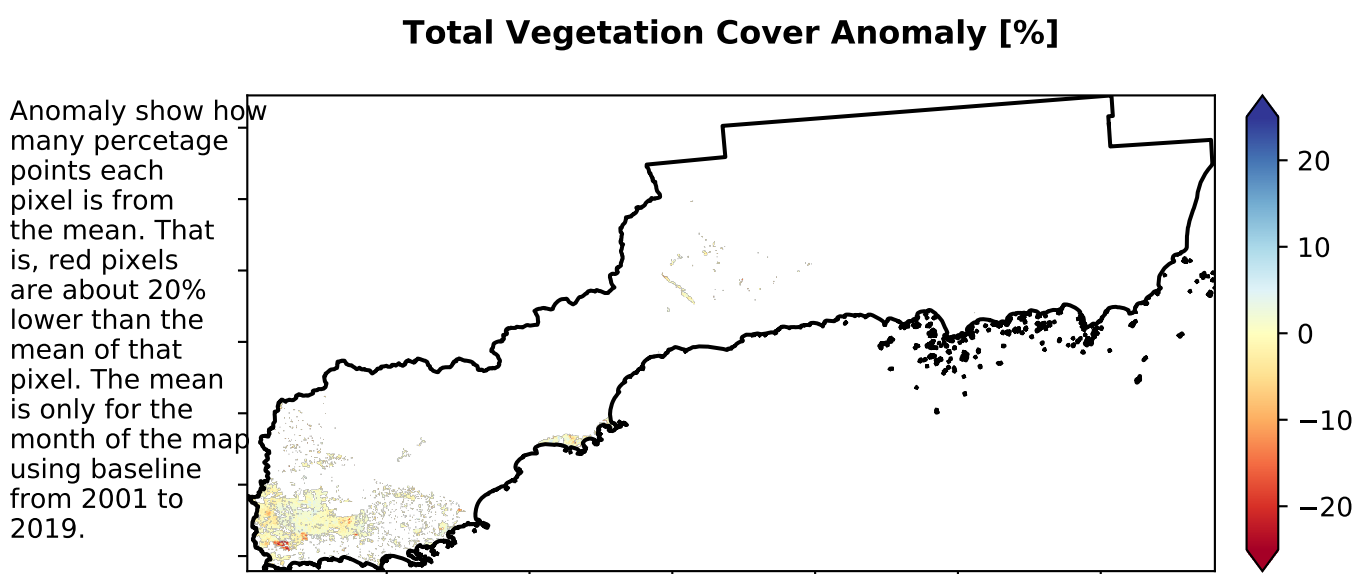 Total Vegetation Cover Anomaly [%]
Anomaly show how
many percetage
points each
pixel is from
the mean. That
is, red pixels
are about 20%
lower than the
mean of that
pixel. The mean
is only for the
month of the map
using baseline
from 2001 to
2019.
20
10
0
−10
−20